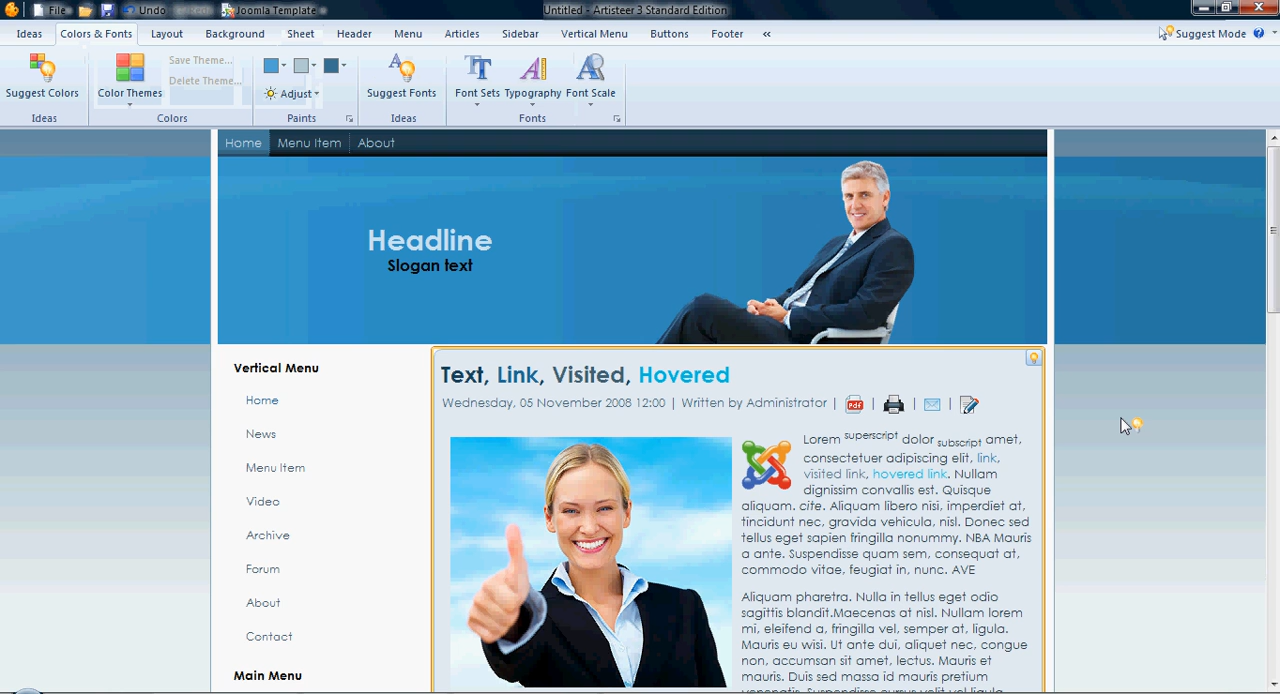 File Undo Redo Joomla Template Untitled - Artisteer 3 Standard Edition
Ideas Colors & Fonts Layout Background Sheet Header Menu Articles Sidebar Vertical Menu Buttons Footer « Suggest Mode
Save Theme...
Delete Theme...
Suggest Colors Color Themes Adjust Suggest Fonts Font Sets Typography Font Scale
Ideas Colors Paints Ideas Fonts
Home Menu Item About
Headline
Slogan text
Vertical Menu
Home
News
Menu Item
Video
Archive
Forum
About
Contact
Main Menu
Text, Link, Visited, Hovered
Wednesday, 05 November 2008 12:00 | Written by Administrator | Pdf | | |
Lorem superscript dolor subscript amet,
consectetuer adipiscing elit, link,
visited link, hovered link. Nullam
dignissim convallis est. Quisque
aliquam. cite. Aliquam libero nisi, imperdiet at,
tincidunt nec, gravida vehicula, nisl. Donec sed
tellus eget sapien fringilla nonummy. NBA Mauris
a ante. Suspendisse quam sem, consequat at,
commodo vitae, feugiat in, nunc. AVE
Aliquam pharetra. Nulla in tellus eget odio
sagittis blandit.Maecenas at nisl. Nullam lorem
mi, eleifend a, fringilla vel, semper at, ligula.
Mauris eu wisi. Ut ante dui, aliquet nec, congue
non, accumsan sit amet, lectus. Mauris et
mauris. Duis sed massa id mauris pretium
venenatis. Suspendisse cursus velit vel ligula